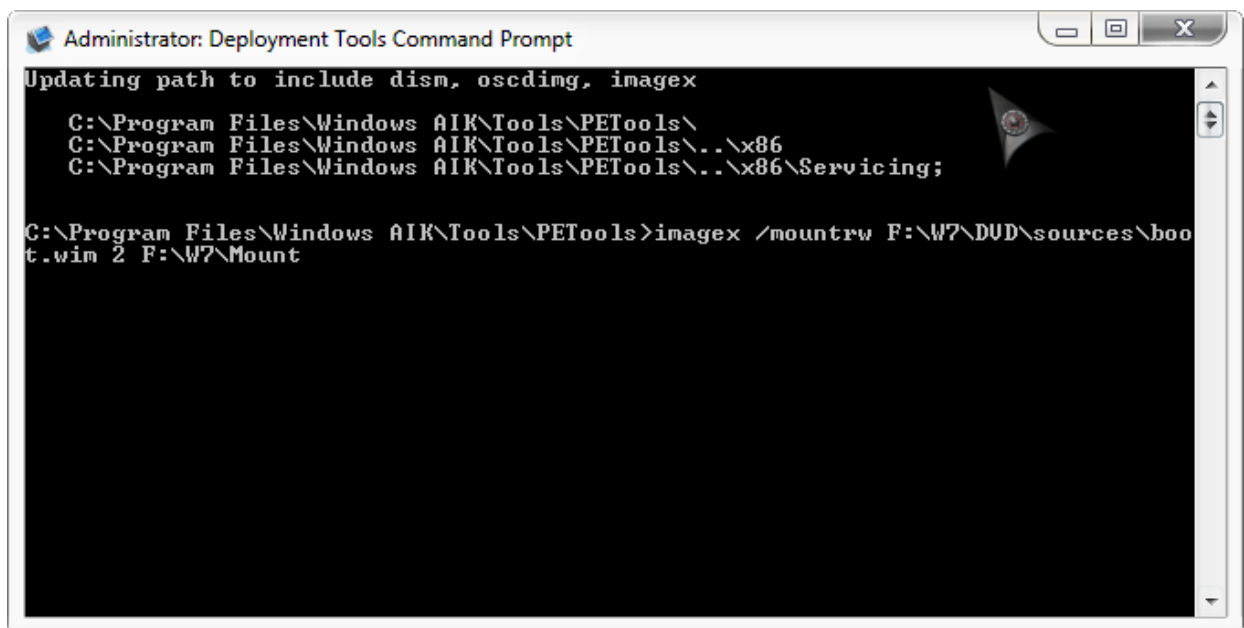 Administrator: Deployment Tools Command Prompt
Updating path to include dism, oscdimg, imagex
C:\Program Files\Windows AIK\Tools\PETools\
C:\Program Files\Windows AIK\Tools\PETools\..\x86
C:\Program Files\Windows AIK\Tools\PETools\..\x86\Servicing;
C:\Program Files\Windows AIK\Tools\PETools>imagex /mountrw F:\W7\DVD\sources\boo
t.wim 2 F:\W7\Mount